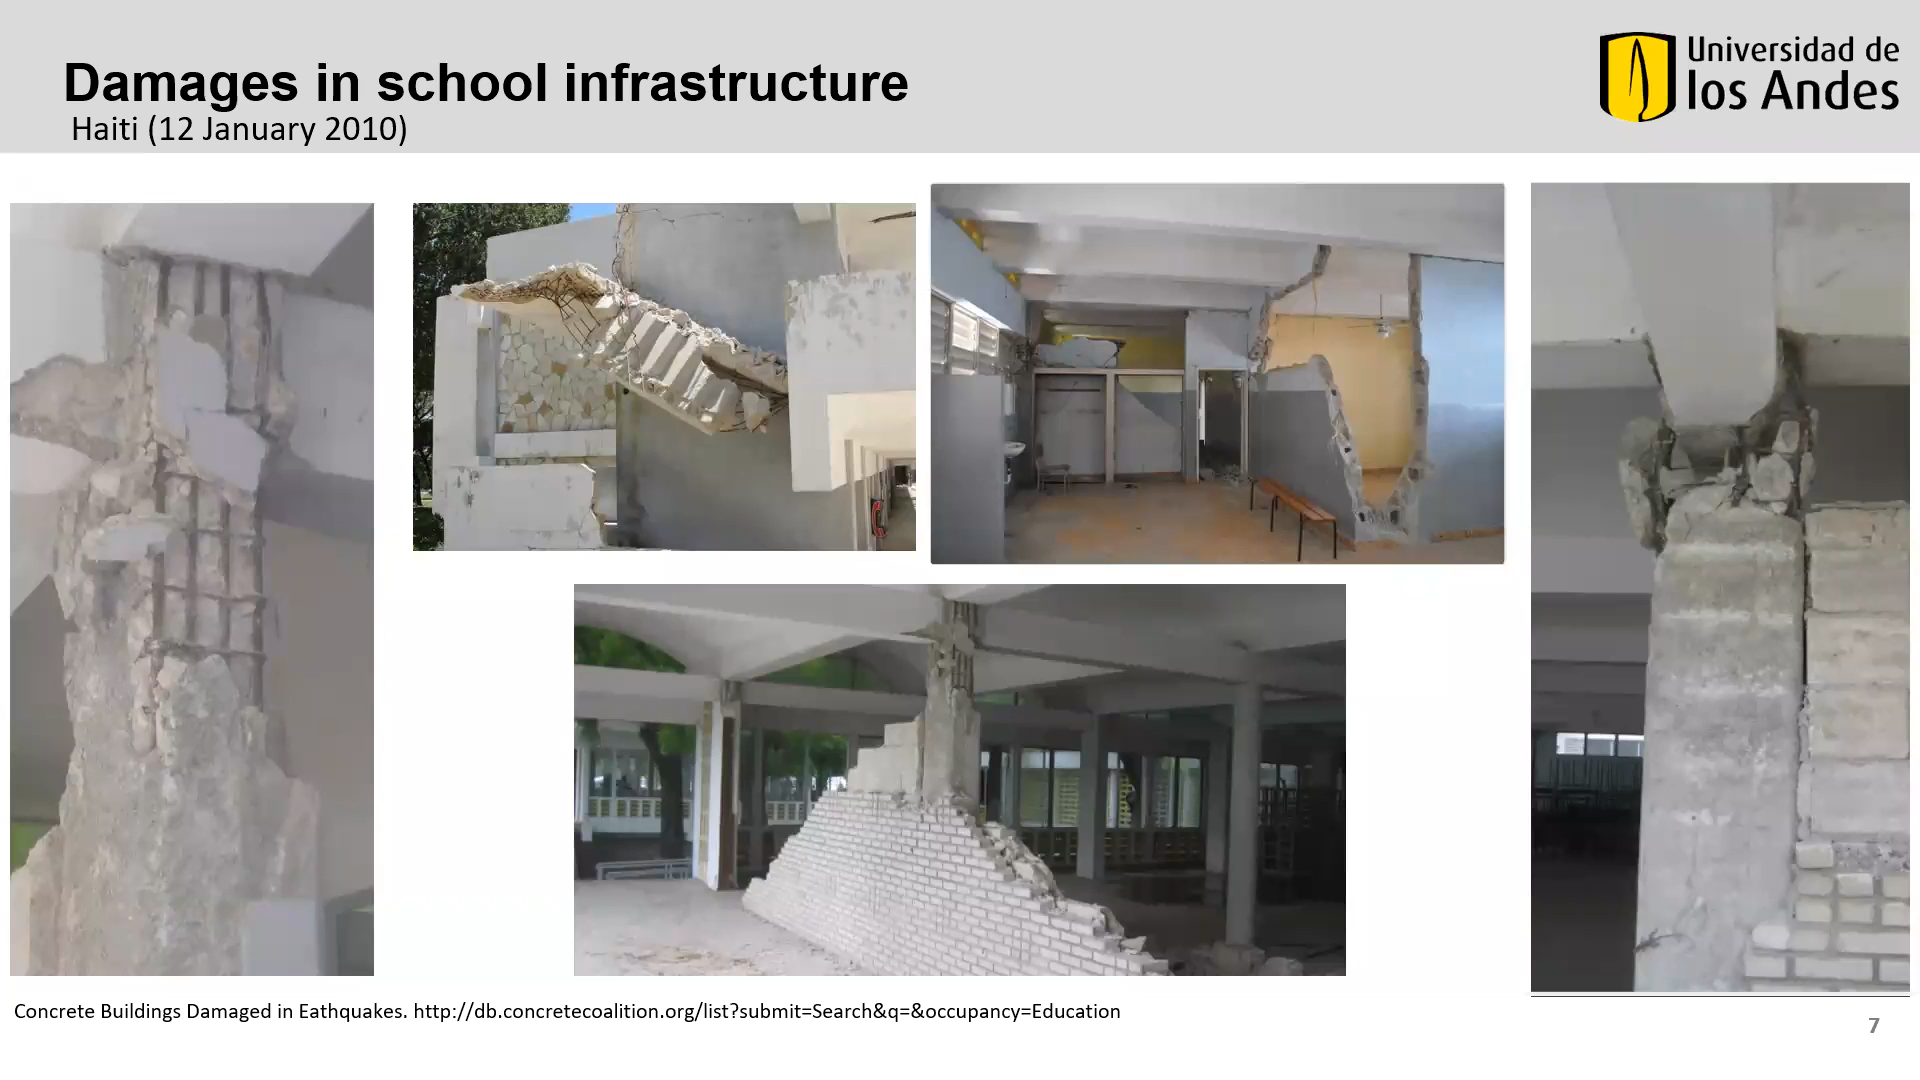 Damages in school infrastructure
Haiti (12 January 2010)
Universidad de
los Andes
Concrete Buildings Damaged in Eathquakes. http://db.concretecoalition.org/list?submit=Search&q=&occupancy=Education
7